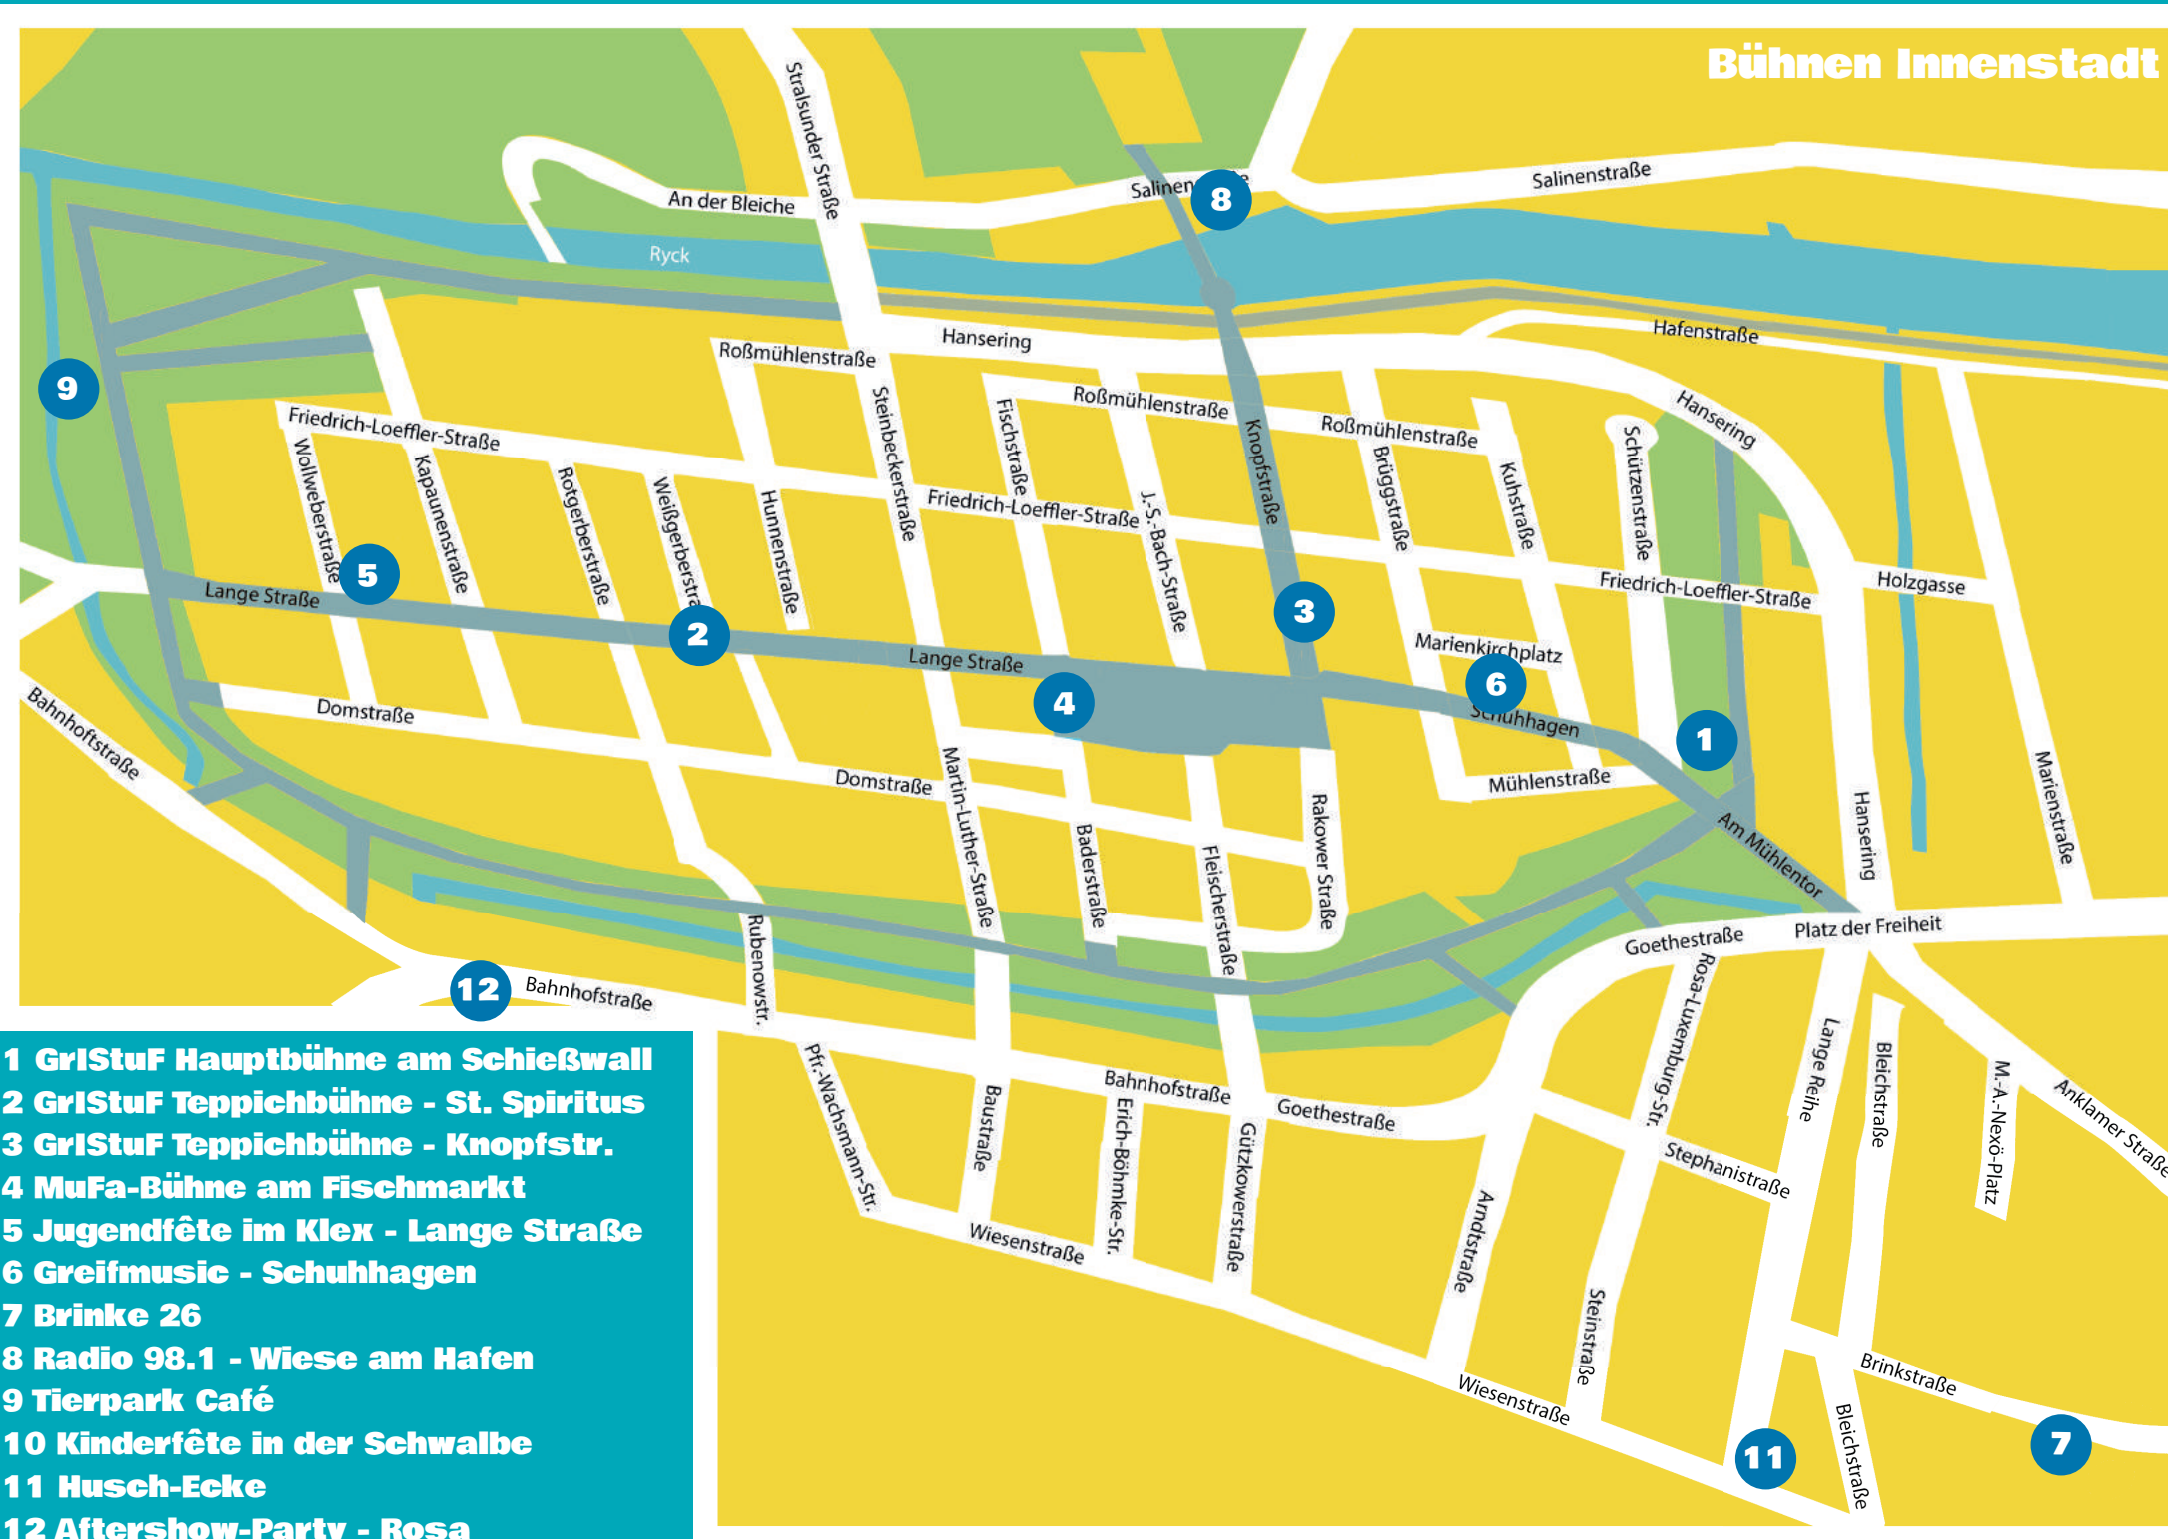 Bühnen Innenstadt
Stralsunder Straße
An der Bleiche
Salinenstraße
8
Ryck
Hansering
Hafenstraße
Roßmühlenstraße
Roßmühlenstraße
Roßmühlenstraße
Hansering
9
Friedrich-Loeffler-Straße
Wollweberstraße
Kapaunenstraße
Rotgerberstraße
Hunnenstraße
Steinbeckerstraße
Fischstraße
Friedrich-Loeffler-Straße
J.-S.-Bach-Straße
Knopfstraße
Brüggstraße
Kuhstraße
Schützenstraße
Friedrich-Loeffler-Straße
Holzgasse
5
Lange Straße
2
Lange Straße
3
Marienkirchplatz
6
Schuhhagen
4
1
Mühlenstraße
Am Mühlentor
Hansering
Marienstraße
Bahnhoftstraße
Domstraße
Domstraße
Martin-Luther-Straße
Baderstraße
Fleischerstraße
Rakower Straße
Rubenowstr.
Goethestraße
Platz der Freiheit
12
Bahnhofstraße
Rosa-Luxemburg-Str.
Lange Reihe
Bleichstraße
M.-A.-Nexö-Platz
Anklamer Straße
Pfr.-Wachsmann-Str.
Baustraße
Bahnhofstraße
Erich-Böhmke-Str.
Gützkowerstraße
Goethestraße
Stephanistraße
Arndtstraße
Steinstraße
Wiesenstraße
Wiesenstraße
Brinkstraße
Bleichstraße
11
7
1 GrIStuF Hauptbühne am Schießwall
2 GrIStuF Teppichbühne - St. Spiritus
3 GrIStuF Teppichbühne - Knopfstr.
4 MuFa-Bühne am Fischmarkt
5 Jugendfête im Klex - Lange Straße
6 Greifmusic - Schuhhagen
7 Brinke 26
8 Radio 98.1 - Wiese am Hafen
9 Tierpark Café
10 Kinderfête in der Schwalbe
11 Husch-Ecke
12 Aftershow-Party - Rosa